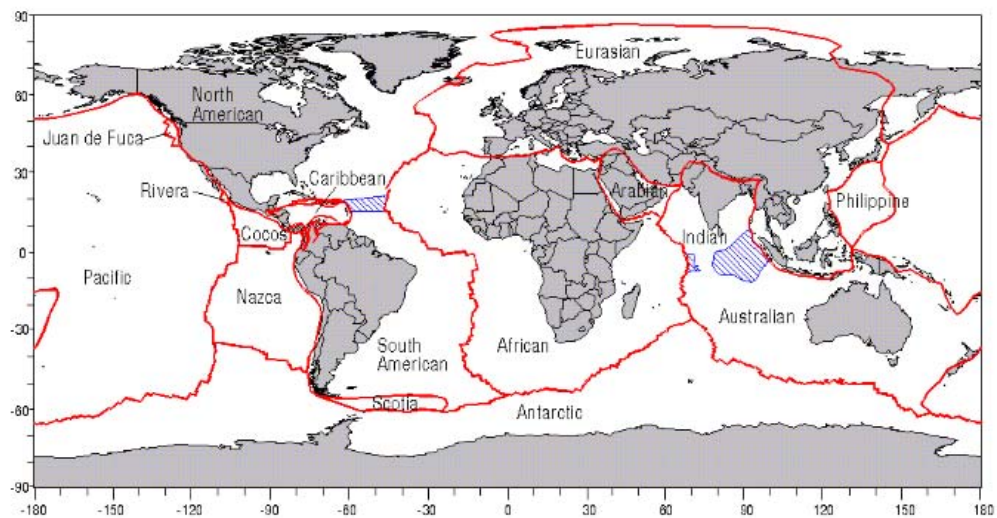 90
60
30
0
-30
-60
-90
Eurasian
North
American
Juan de Fuca
Rivera
Caribbean
Arabian
Philippine
Cocos
Indian
Pacific
Nazca
Australian
South
American
African
Scotia
Antarctic
-180 -150 -120 -90 -60 -30 0 30 60 90 120 150 180